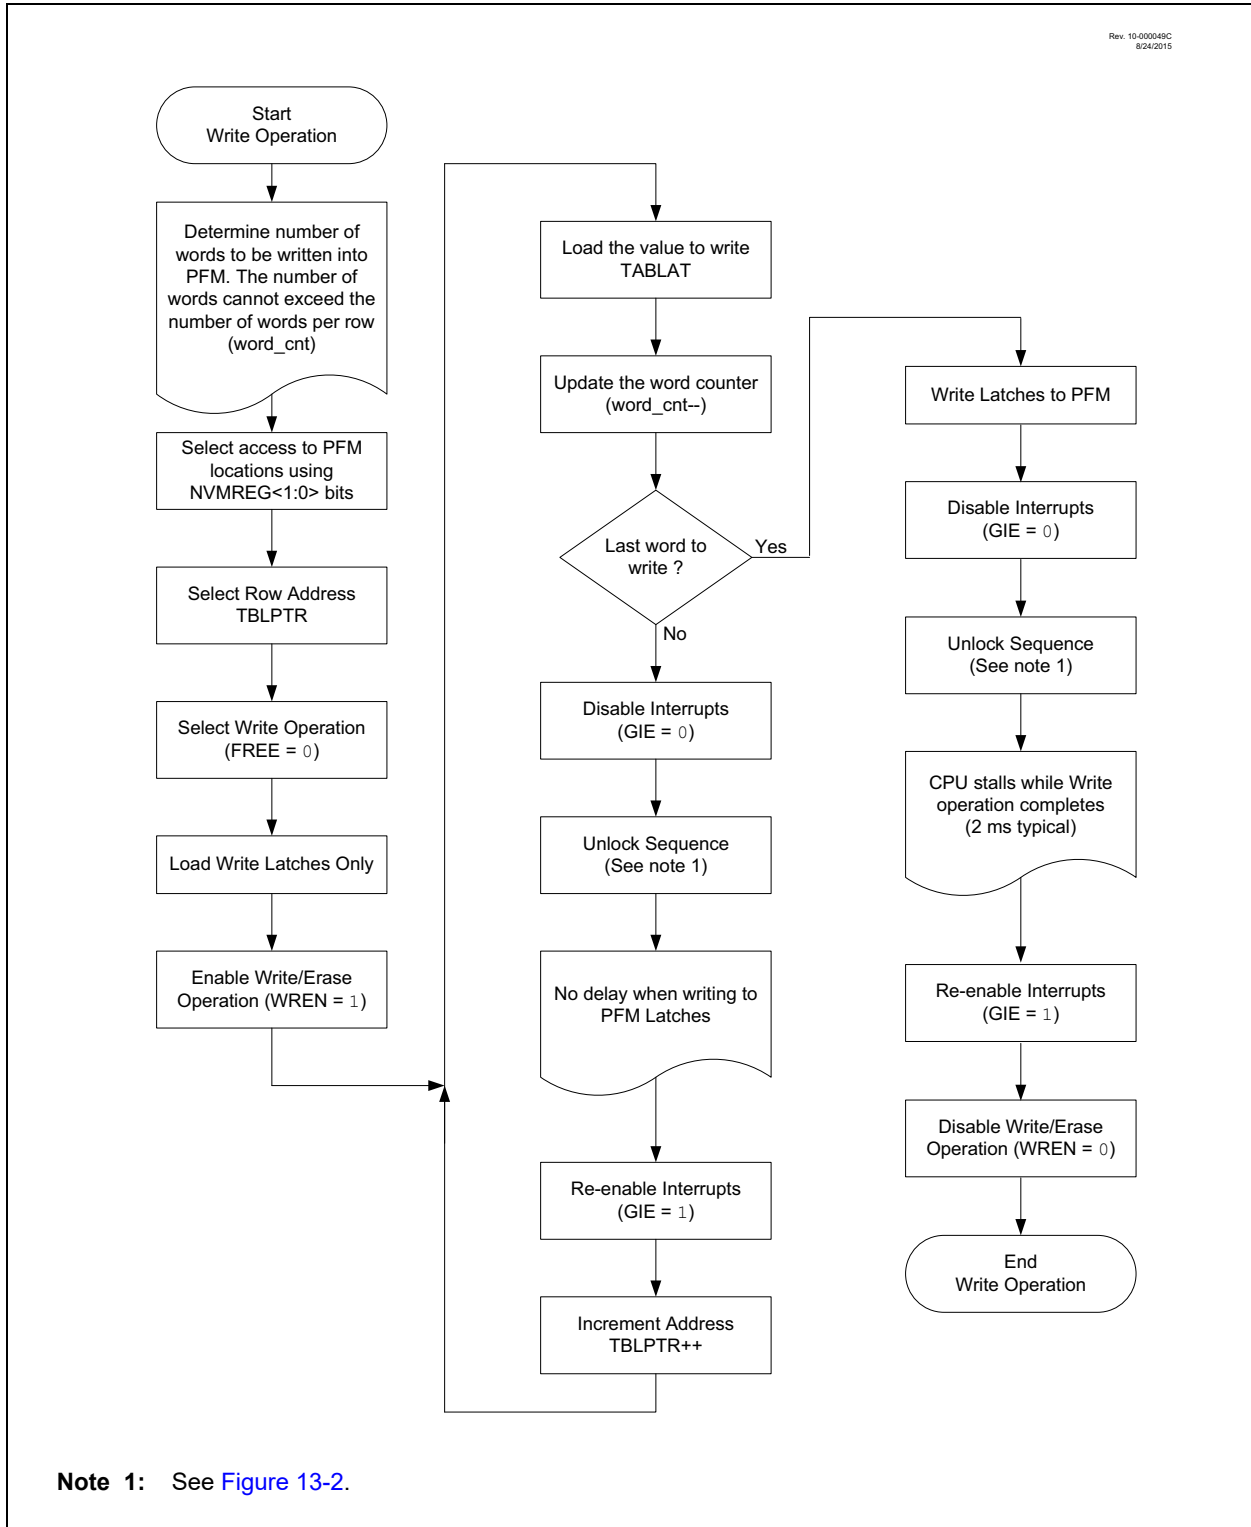 Rev. 10-000049C
8/24/2015
Start
Write Operation
Determine number of
words to be written into
PFM. The number of
words cannot exceed the
number of words per row
(word_cnt)
Select access to PFM
locations using
NVMREG<1:0> bits
Select Row Address
TBLPTR
Select Write Operation
(FREE = 0)
Load Write Latches Only
Enable Write/Erase
Operation (WREN = 1)
Load the value to write
TABLAT
Update the word counter
(word_cnt--)
Last word to
write ?
Yes
No
Disable Interrupts
(GIE = 0)
Unlock Sequence
(See note 1)
No delay when writing to
PFM Latches
Re-enable Interrupts
(GIE = 1)
Increment Address
TBLPTR++
Write Latches to PFM
Disable Interrupts
(GIE = 0)
Unlock Sequence
(See note 1)
CPU stalls while Write
operation completes
(2 ms typical)
Re-enable Interrupts
(GIE = 1)
Disable Write/Erase
Operation (WREN = 0)
End
Write Operation
Note 1: See Figure 13-2.